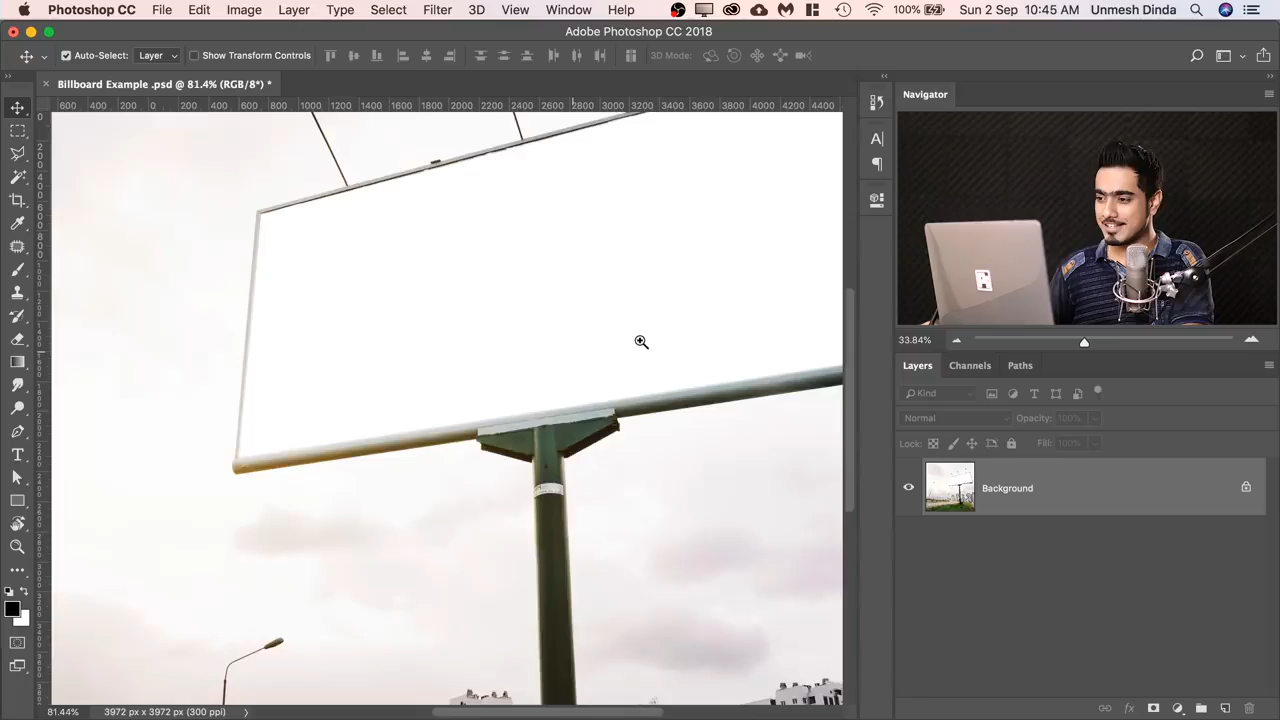 Photoshop CC File Edit Image Layer Type Select Filter 3D View Window Help 100% Sun 2 Sep 10:45 AM Unmesh Dinda
Adobe Photoshop CC 2018
Auto-Select: Layer Show Transform Controls 3D Mode:
Billboard Example .psd @ 81.4% (RGB/8*) *
Navigator
600 400 200 0 200 400 600 800 1000 1200 1400 1600 1800 2000 2200 2400 2600 2800 3000 3200 3400 3600 3800 4000 4200 4400
33.84%
Layers Channels Paths
Kind
Normal Opacity: 100%
Lock: Fill: 100%
Background
81.44% 3972 px x 3972 px (300 ppi)